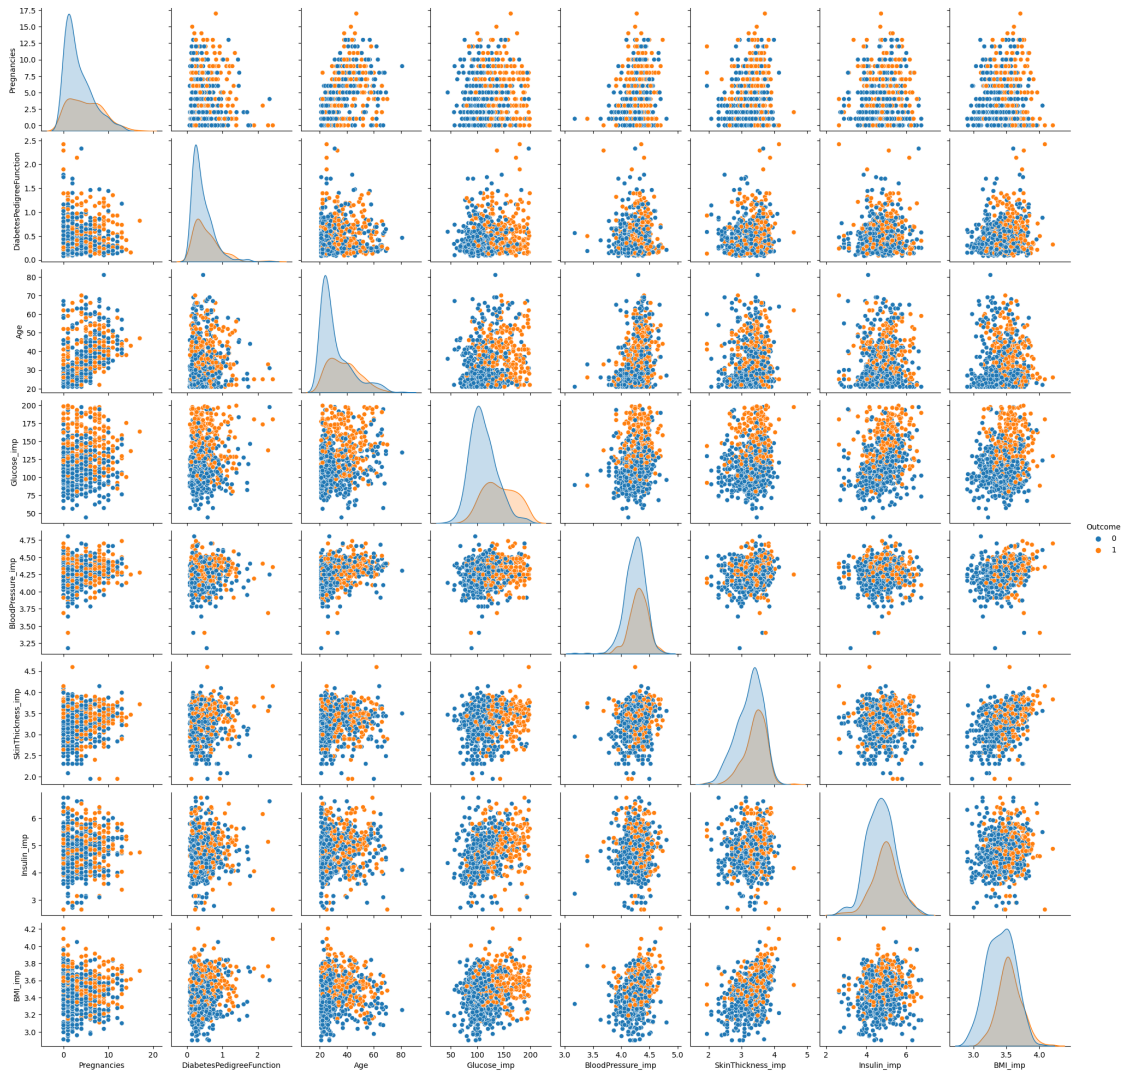 17.5
15.0
12.5
10.0
7.5
5.0
2.5
0.0
Pregnancies
2.5
2.0
1.5
1.0
0.5
0.0
DiabetesPedigreeFunction
80
70
60
50
40
30
20
Age
200
175
150
125
100
75
50
Glucose_imp
4.75
4.50
4.25
4.00
3.75
3.50
3.25
BloodPressure_imp
Outcome
0
1
4.5
4.0
3.5
3.0
2.5
2.0
SkinThickness_imp
6
5
4
3
Insulin_imp
4.2
4.0
3.8
3.6
3.4
3.2
3.0
BMI_imp
0 10 20
Pregnancies
0 1 2
DiabetesPedigreeFunction
20 40 60 80
Age
50 100 150 200
Glucose_imp
3.0 3.5 4.0 4.5 5.0
BloodPressure_imp
2 3 4 5
SkinThickness_imp
2 4 6
Insulin_imp
3.0 3.5 4.0
BMI_imp